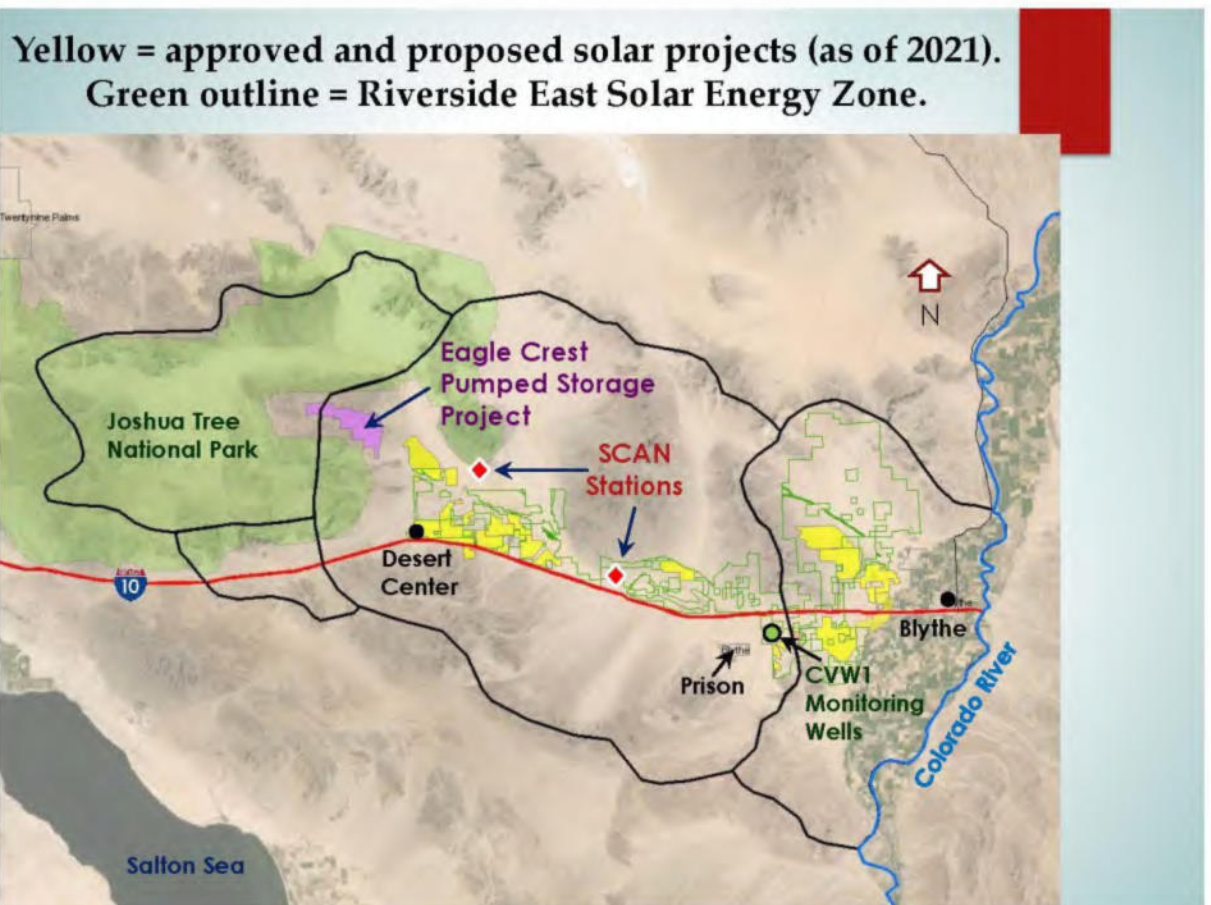 Yellow = approved and proposed solar projects (as of 2021).
Green outline = Riverside East Solar Energy Zone.
Twentynine Palms
N
Eagle Crest
Pumped Storage
Project
Joshua Tree
National Park
SCAN
Stations
Desert
Center
10
Blythe
Prison
CVW1
Monitoring
Wells
Colorado River
Salton Sea